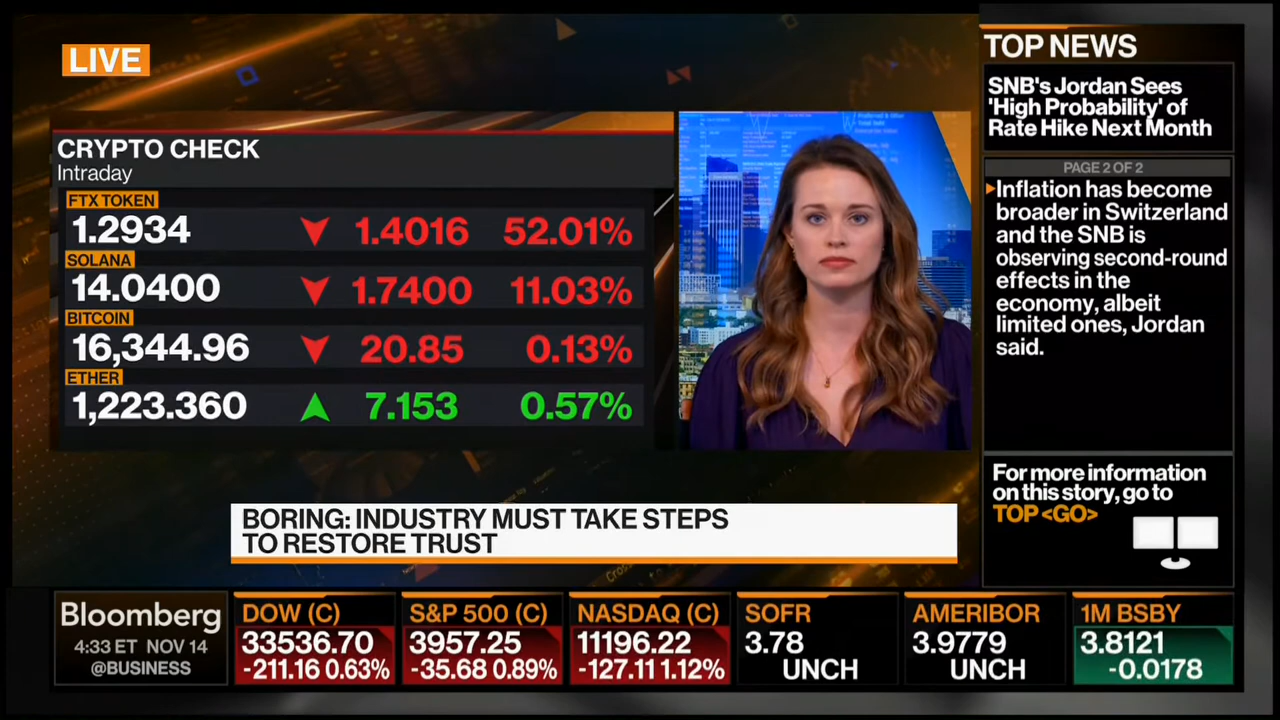 LIVE
CRYPTO CHECK
Intraday
FTX TOKEN
1.2934 1.4016 52.01%
SOLANA
14.0400 1.7400 11.03%
BITCOIN
16,344.96 20.85 0.13%
ETHER
1,223.360 7.153 0.57%
BORING: INDUSTRY MUST TAKE STEPS
TO RESTORE TRUST
TOP NEWS
SNB's Jordan Sees
'High Probability' of
Rate Hike Next Month
PAGE 2 OF 2
Inflation has become
broader in Switzerland
and the SNB is
observing second-round
effects in the
economy, albeit
limited ones, Jordan
said.
For more information
on this story, go to
TOP <GO>
Bloomberg
4:33 ET NOV 14
@BUSINESS
DOW (C)
33536.70
-211.16 0.63%
S&P 500 (C)
3957.25
-35.68 0.89%
NASDAQ (C)
11196.22
-127.11 1.12%
SOFR
3.78
UNCH
AMERIBOR
3.9779
UNCH
1M BSBY
3.8121
-0.0178